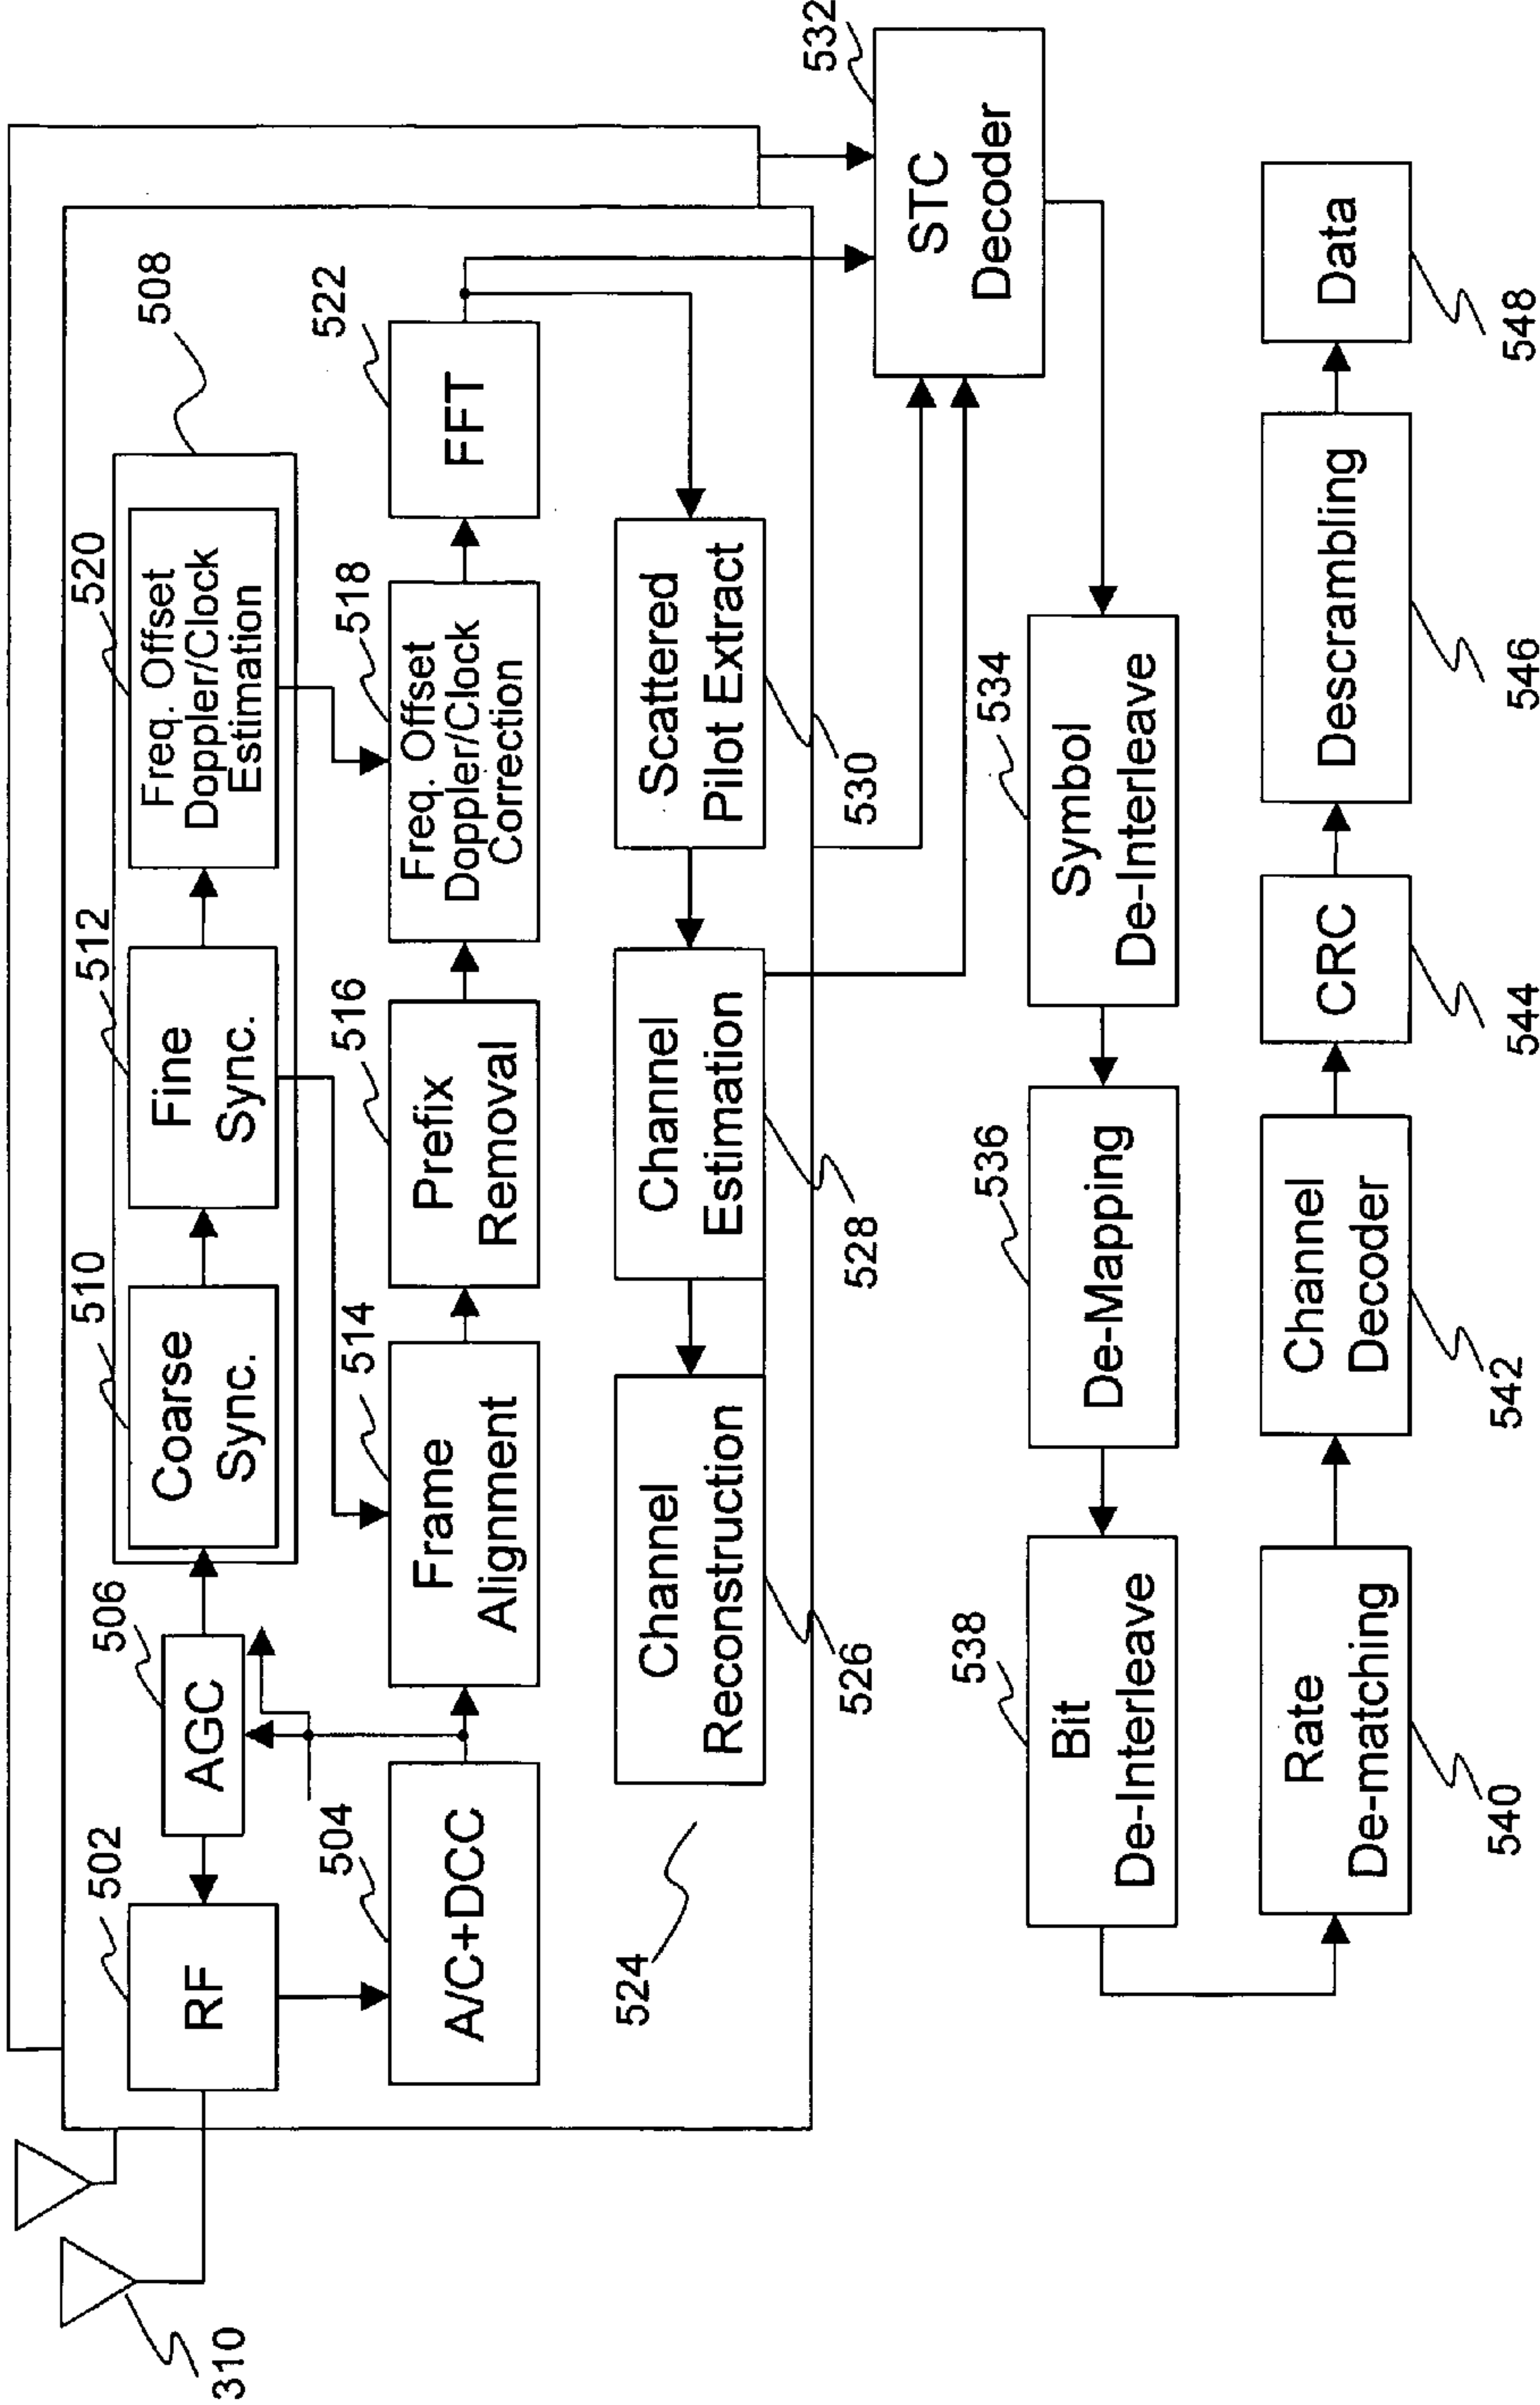 508
520
512
510
506
502
Freq. Offset
Doppler/Clock
Estimation
Fine
Sync.
Coarse
Sync.
AGC
RF
522
518
516
514
504
FFT
Freq. Offset
Doppler/Clock
Correction
Prefix
Removal
Frame
Alignment
A/C+DCC
Scattered
Pilot Extract
Channel
Estimation
Channel
Reconstruction
530
528
526
524
310
532
STC
Decoder
534
536
538
Symbol
De-Interleave
De-Mapping
Bit
De-Interleave
Rate
De-matching
Channel
Decoder
CRC
Descrambling
Data
540
542
544
546
548